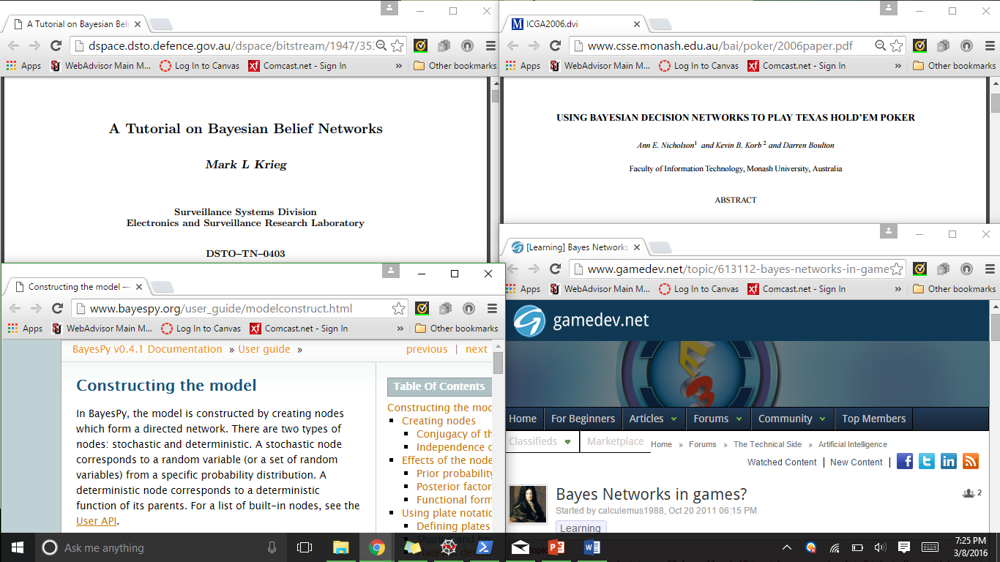 A Tutorial on Bayesian Beli
dspace.dsto.defence.gov.au/dspace/bitstream/1947/353
Apps WebAdvisor Main M... Log In to Canvas Comcast.net - Sign In » Other bookmarks
A Tutorial on Bayesian Belief Networks
Mark L Krieg
Surveillance Systems Division
Electronics and Surveillance Research Laboratory
DSTO–TN–0403
ICGA2006.dvi
www.csse.monash.edu.au/bai/poker/2006paper.pdf
Apps WebAdvisor Main M... Log In to Canvas Comcast.net - Sign In » Other bookmarks
USING BAYESIAN DECISION NETWORKS TO PLAY TEXAS HOLD'EM POKER
Ann E. Nicholson1 and Kevin B. Korb 2 and Darren Boulton
Faculty of Information Technology, Monash University, Australia
ABSTRACT
Constructing the model —
www.bayespy.org/user_guide/modelconstruct.html
Apps WebAdvisor Main M... Log In to Canvas Comcast.net - Sign In » Other bookmarks
BayesPy v0.4.1 Documentation » User guide » previous | next
Constructing the model
In BayesPy, the model is constructed by creating nodes
which form a directed network. There are two types of
nodes: stochastic and deterministic. A stochastic node
corresponds to a random variable (or a set of random
variables) from a specific probability distribution. A
deterministic node corresponds to a deterministic
function of its parents. For a list of built-in nodes, see the
User API.
Table Of Contents
Constructing the mod
Creating nodes
Conjugacy of th
Independence c
Effects of the node
Prior probability
Posterior factor
Functional form
Using plate notatio
Defining plates
[Learning] Bayes Networks
www.gamedev.net/topic/613112-bayes-networks-in-game
Apps WebAdvisor Main M... Log In to Canvas Comcast.net - Sign In » Other bookmarks
gamedev.net
E3
Home For Beginners Articles Forums Community Top Members
Classifieds Marketplace
Home » Forums » The Technical Side » Artificial Intelligence
Watched Content | New Content |
Bayes Networks in games?
2
Started by calculemus1988, Oct 20 2011 06:15 PM
Learning
Ask me anything
7:25 PM
3/8/2016